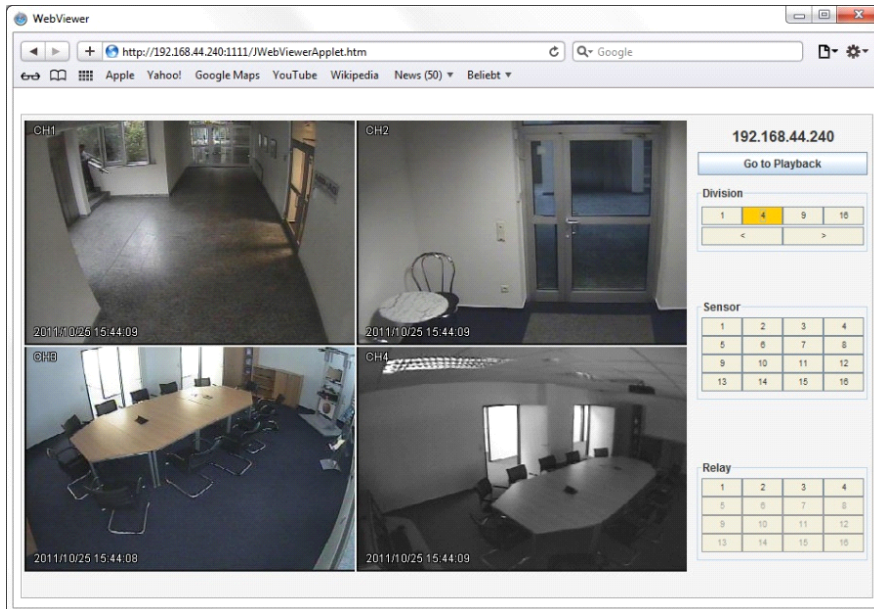 WebViewer
http://192.168.44.240:1111/JWebViewerApplet.htm
Google
Apple Yahoo! Google Maps YouTube Wikipedia News (50) Beliebt
CH1
2011/10/25 15:44:09
CH2
2011/10/25 15:44:09
CH3
2011/10/25 15:44:08
CH4
2011/10/25 15:44:09
192.168.44.240
Go to Playback
Division
1 4 9 16
< >
Sensor
1 2 3 4
5 6 7 8
9 10 11 12
13 14 15 16
Relay
1 2 3 4
5 6 7 8
9 10 11 12
13 14 15 16